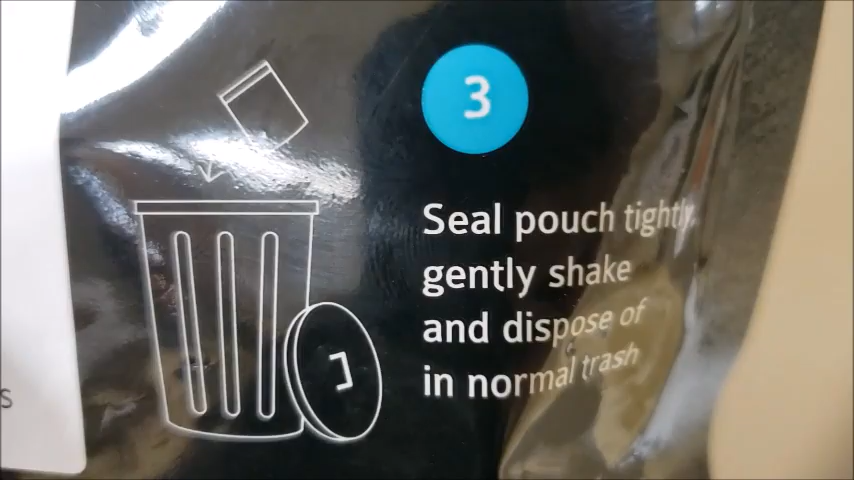 3
Seal pouch tightly
gently shake
and dispose of
in normal trash
s